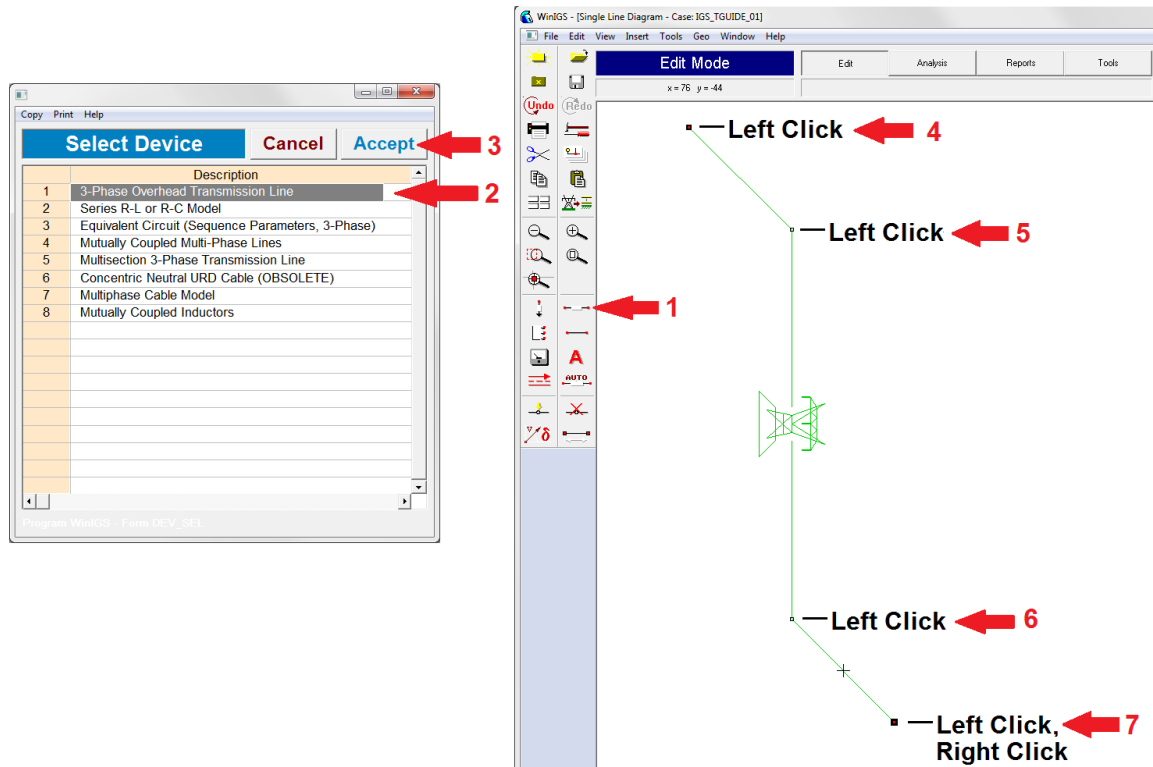 Copy Print Help
Select Device Cancel Accept 3
Description
1 3-Phase Overhead Transmission Line 2
2 Series R-L or R-C Model
3 Equivalent Circuit (Sequence Parameters, 3-Phase)
4 Mutually Coupled Multi-Phase Lines
5 Multisection 3-Phase Transmission Line
6 Concentric Neutral URD Cable (OBSOLETE)
7 Multiphase Cable Model
8 Mutually Coupled Inductors
Program WinIGS - Form DEV_SEL
WinIGS - [Single Line Diagram - Case: IGS_TGUIDE_01]
File Edit View Insert Tools Geo Window Help
Edit Mode Edit Analysis Reports Tools
x = 76 y = -44
Undo Redo
Left Click 4
Left Click 5
1
A
AUTO
V δ
Left Click 6
Left Click, 7
Right Click